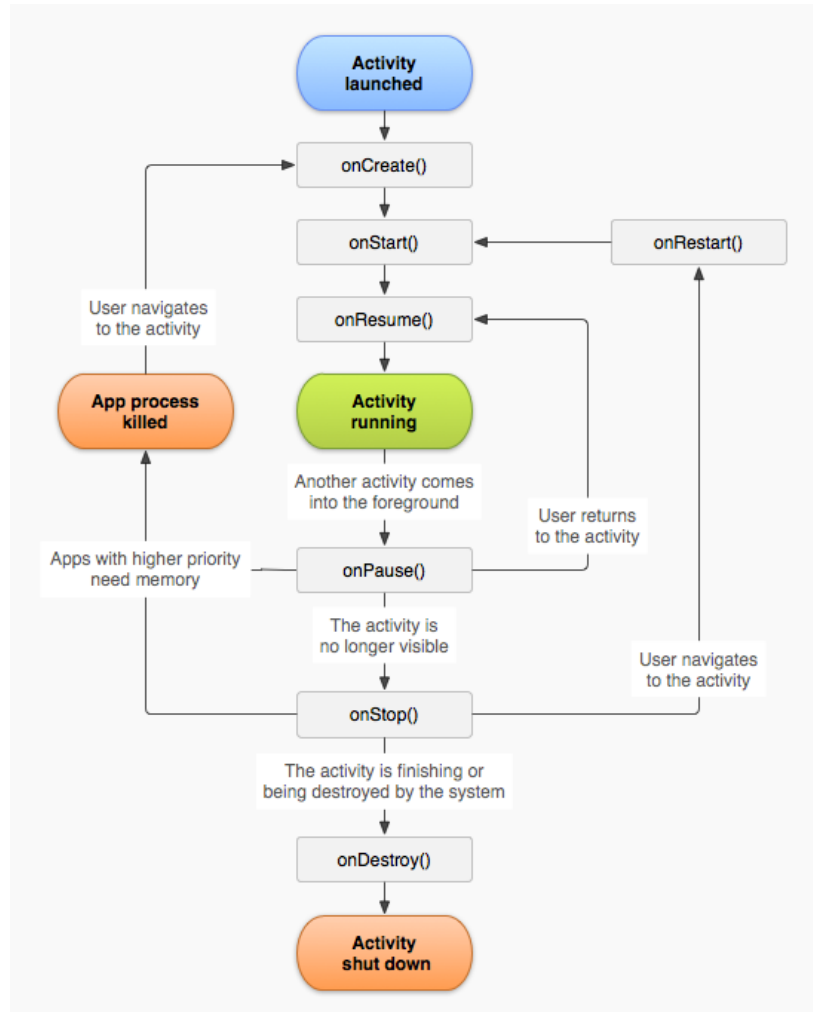 Activity
launched
onCreate()
onStart()
onRestart()
User navigates
to the activity
onResume()
App process
killed
Activity
running
Another activity comes
into the foreground
User returns
to the activity
Apps with higher priority
need memory
onPause()
The activity is
no longer visible
User navigates
to the activity
onStop()
The activity is finishing or
being destroyed by the system
onDestroy()
Activity
shut down